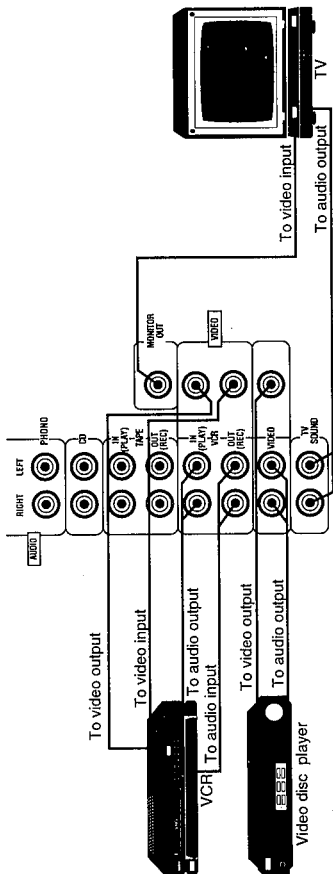 TV
To video input
To audio output
MONITOR
OUT
VIDEO
AUDIO
LEFT
RIGHT
PHONO
CD
IN
(PLAY)
TAPE
OUT
(REC)
IN
(PLAY)
VCR
OUT
(REC)
VIDEO
TV
SOUND
To video output
To video input
To audio output
To audio input
VCR
To video output
To audio output
Video disc player
888